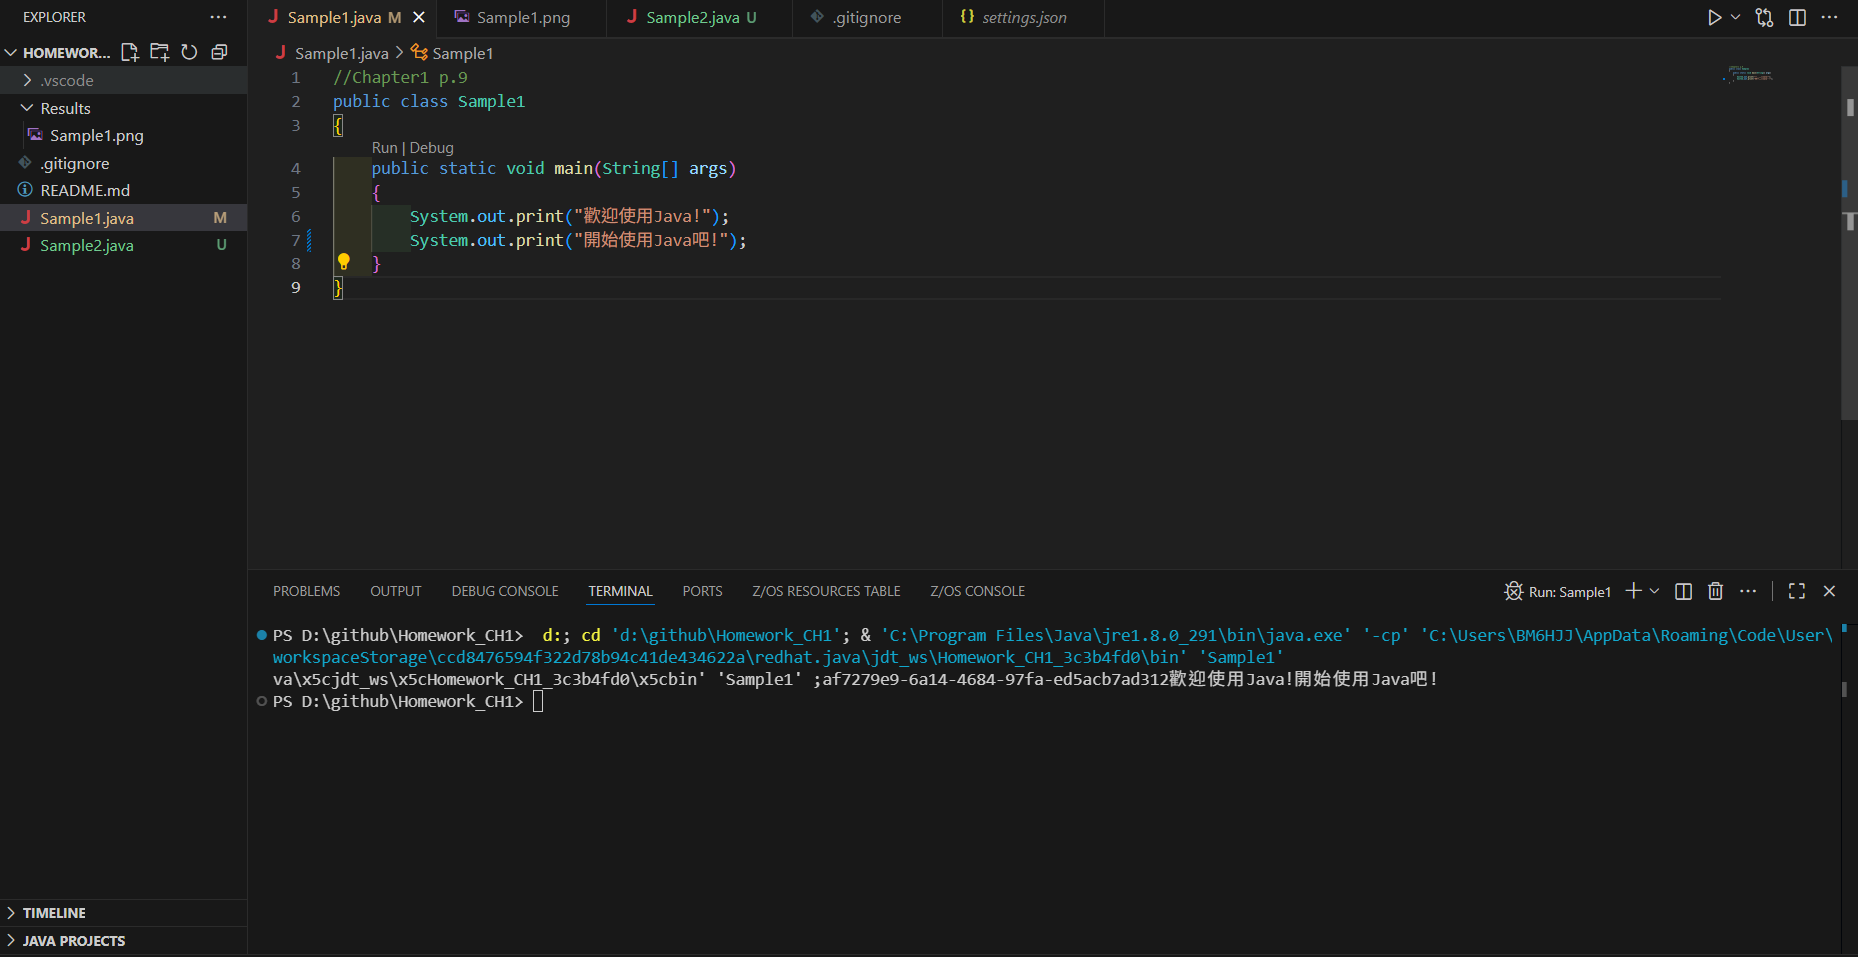 EXPLORER
HOMEWOR...
.vscode
Results
Sample1.png
.gitignore
README.md
Sample1.java M
Sample2.java U
TIMELINE
JAVA PROJECTS
Sample1.java M
Sample1.png
Sample2.java U
.gitignore
{} settings.json
Sample1.java > Sample1
1 //Chapter1 p.9
2 public class Sample1
3 {
Run | Debug
4 public static void main(String[] args)
5 {
6 System.out.print("歡迎使用Java!");
7 System.out.print("開始使用Java吧!");
8 }
9 }
PROBLEMS OUTPUT DEBUG CONSOLE TERMINAL PORTS Z/OS RESOURCES TABLE Z/OS CONSOLE
Run: Sample1
PS D:\github\Homework_CH1>  d:; cd 'd:\github\Homework_CH1'; & 'C:\Program Files\Java\jre1.8.0_291\bin\java.exe' '-cp' 'C:\Users\BM6HJJ\AppData\Roaming\Code\User\
workspaceStorage\ccd8476594f322d78b94c41de434622a\redhat.java\jdt_ws\Homework_CH1_3c3b4fd0\bin' 'Sample1'
va\x5cjdt_ws\x5cHomework_CH1_3c3b4fd0\x5cbin' 'Sample1' ;af7279e9-6a14-4684-97fa-ed5acb7ad312歡迎使用Java!開始使用Java吧!
PS D:\github\Homework_CH1>